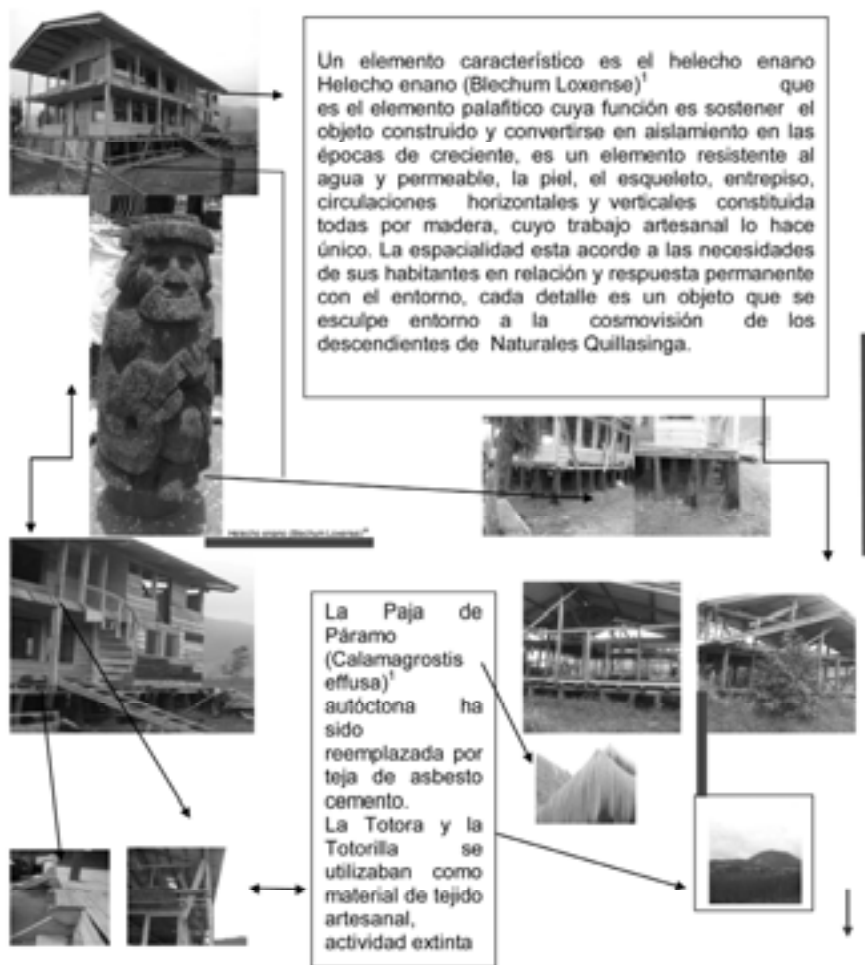 Un elemento característico es el helecho enano
Helecho enano (Blechum Loxense)¹ que
es el elemento palafitico cuya función es sostener el
objeto construido y convertirse en aislamiento en las
épocas de creciente, es un elemento resistente al
agua y permeable, la piel, el esqueleto, entrepiso,
circulaciones horizontales y verticales constituida
todas por madera, cuyo trabajo artesanal lo hace
único. La espacialidad esta acorde a las necesidades
de sus habitantes en relación y respuesta permanente
con el entorno, cada detalle es un objeto que se
esculpe entorno a la cosmovisión de los
descendientes de Naturales Quillasinga.
Helecho enano (Blechum Loxense)
La Paja de
Páramo
(Calamagrostis
effusa)¹
autóctona ha
sido
reemplazada por
teja de asbesto
cemento.
La Totora y la
Totorilla se
utilizaban como
material de tejido
artesanal,
actividad extinta